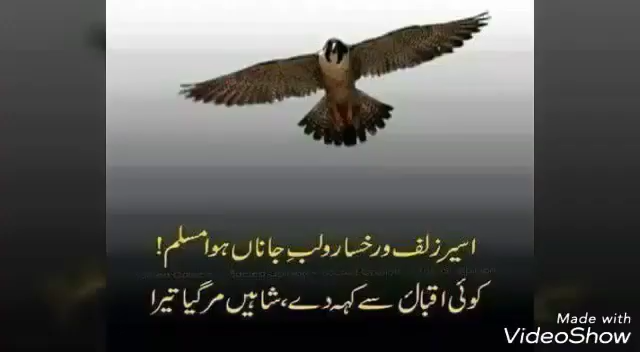 اسیرِ زلف و رخسار و لبِ جاناں ہوا مسلم!
کوئی اقبالؒ سے کہہ دے، شاہیں مر گیا تیرا
Made with
VideoShow